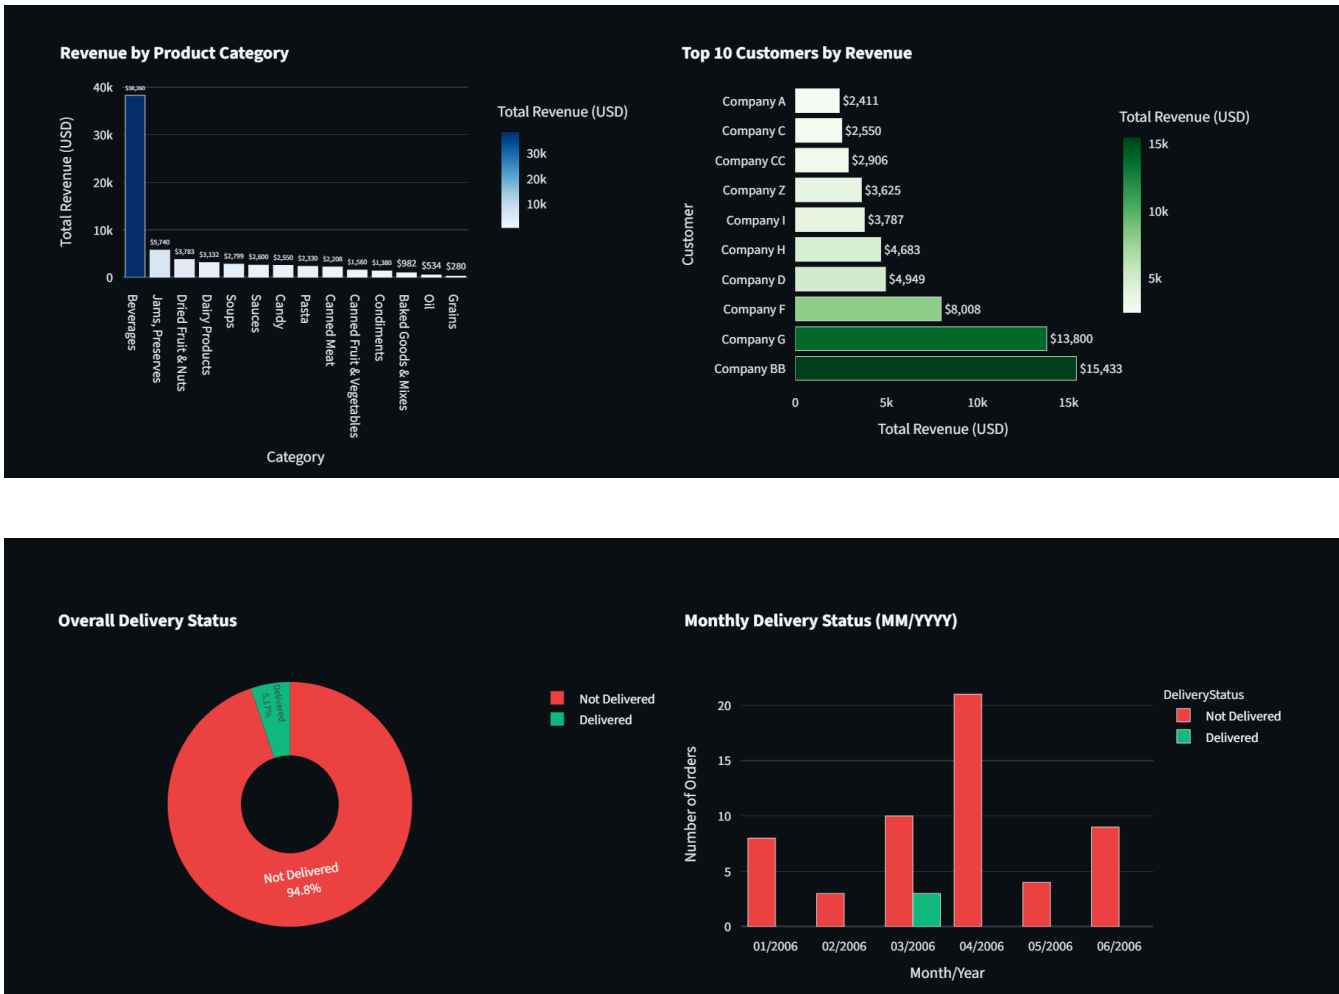 Revenue by Product Category
40k
30k
20k
10k
0
Total Revenue (USD)
$38,260
$5,740
$3,783
$3,132
$2,799
$2,600
$2,550
$2,330
$2,208
$1,560
$1,380
$982
$534
$280
Beverages
Jams, Preserves
Dried Fruit & Nuts
Dairy Products
Soups
Sauces
Candy
Pasta
Canned Meat
Canned Fruit & Vegetables
Condiments
Baked Goods & Mixes
Oil
Grains
Category
Total Revenue (USD)
30k
20k
10k
Top 10 Customers by Revenue
Customer
Company A
$2,411
Company C
$2,550
Company CC
$2,906
Company Z
$3,625
Company I
$3,787
Company H
$4,683
Company D
$4,949
Company F
$8,008
Company G
$13,800
Company BB
$15,433
0
5k
10k
15k
Total Revenue (USD)
Total Revenue (USD)
15k
10k
5k
Overall Delivery Status
Delivered
5.17%
Not Delivered
94.8%
Not Delivered
Delivered
Monthly Delivery Status (MM/YYYY)
Number of Orders
20
15
10
5
0
01/2006
02/2006
03/2006
04/2006
05/2006
06/2006
Month/Year
DeliveryStatus
Not Delivered
Delivered